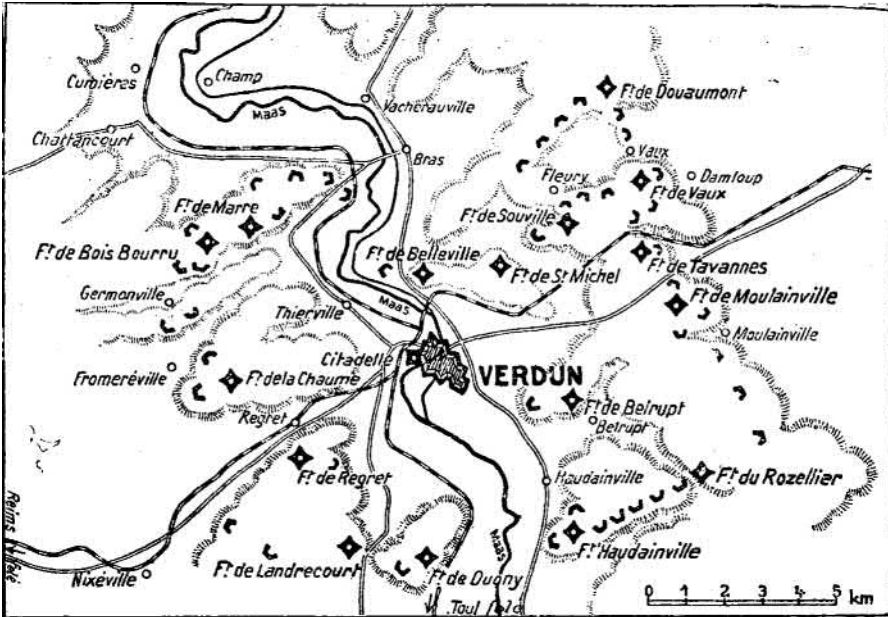 Cumières
Champ
Ft. de Douaumont
Maas
Vacherauville
Chattancourt
Bras
Vaux
Fleury
Damloup
Ft. de Marre
Ft. de Vaux
Ft. de Souville
Ft. de Bois Bourru
Ft. de Belleville
Ft. de St Michel
Ft. de Tavannes
Germonville
Maas
Ft. de Moulainville
Thierville
Moulainville
Citadelle
VERDUN
Fromeréville
Ft. de la Chaume
Ft. de Belrupt
Belrupt
Regret
Ft. de Regret
Haudainville
Ft. du Rozellier
Reims
Maas
Ft. Haudainville
Nixéville
Ft. de Landrecourt
Ft. de Dugny
Toul
0 1 2 3 4 5 km